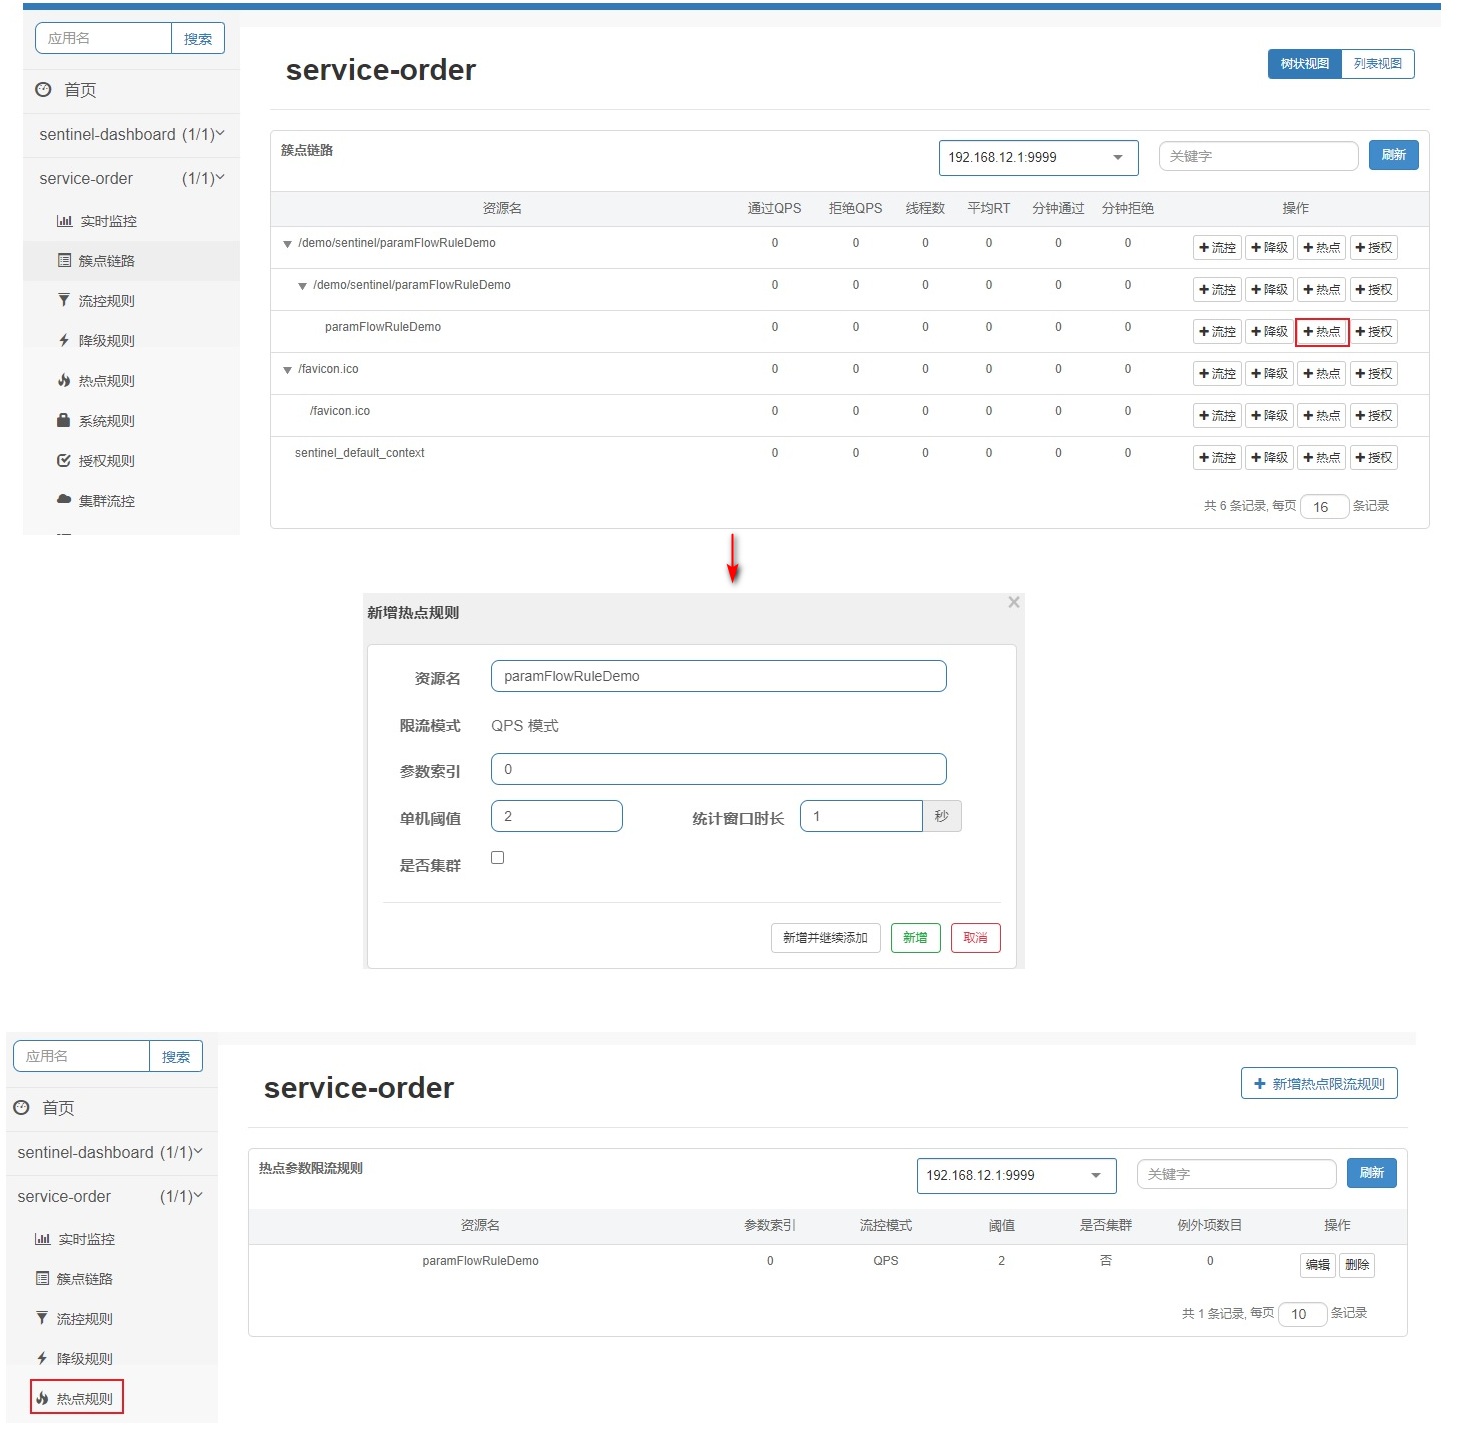 应用名 搜索
service-order
树状视图 列表视图
首页
sentinel-dashboard (1/1)
service-order (1/1)
实时监控
簇点链路
流控规则
降级规则
热点规则
系统规则
授权规则
集群流控
簇点链路 192.168.12.1:9999 关键字 刷新
资源名 通过QPS 拒绝QPS 线程数 平均RT 分钟通过 分钟拒绝 操作
/demo/sentinel/paramFlowRuleDemo 0 0 0 0 0 0 流控 降级 热点 授权
/demo/sentinel/paramFlowRuleDemo 0 0 0 0 0 0 流控 降级 热点 授权
paramFlowRuleDemo 0 0 0 0 0 0 流控 降级 热点 授权
/favicon.ico 0 0 0 0 0 0 流控 降级 热点 授权
/favicon.ico 0 0 0 0 0 0 流控 降级 热点 授权
sentinel_default_context 0 0 0 0 0 0 流控 降级 热点 授权
共 6 条记录, 每页 16 条记录
新增热点规则 ×
资源名 paramFlowRuleDemo
限流模式 QPS 模式
参数索引 0
单机阈值 2 统计窗口时长 1 秒
是否集群
新增并继续添加 新增 取消
应用名 搜索
service-order
新增热点限流规则
首页
sentinel-dashboard (1/1)
service-order (1/1)
实时监控
簇点链路
流控规则
降级规则
热点规则
热点参数限流规则 192.168.12.1:9999 关键字 刷新
资源名 参数索引 流控模式 阈值 是否集群 例外项数目 操作
paramFlowRuleDemo 0 QPS 2 否 0 编辑 删除
共 1 条记录, 每页 10 条记录